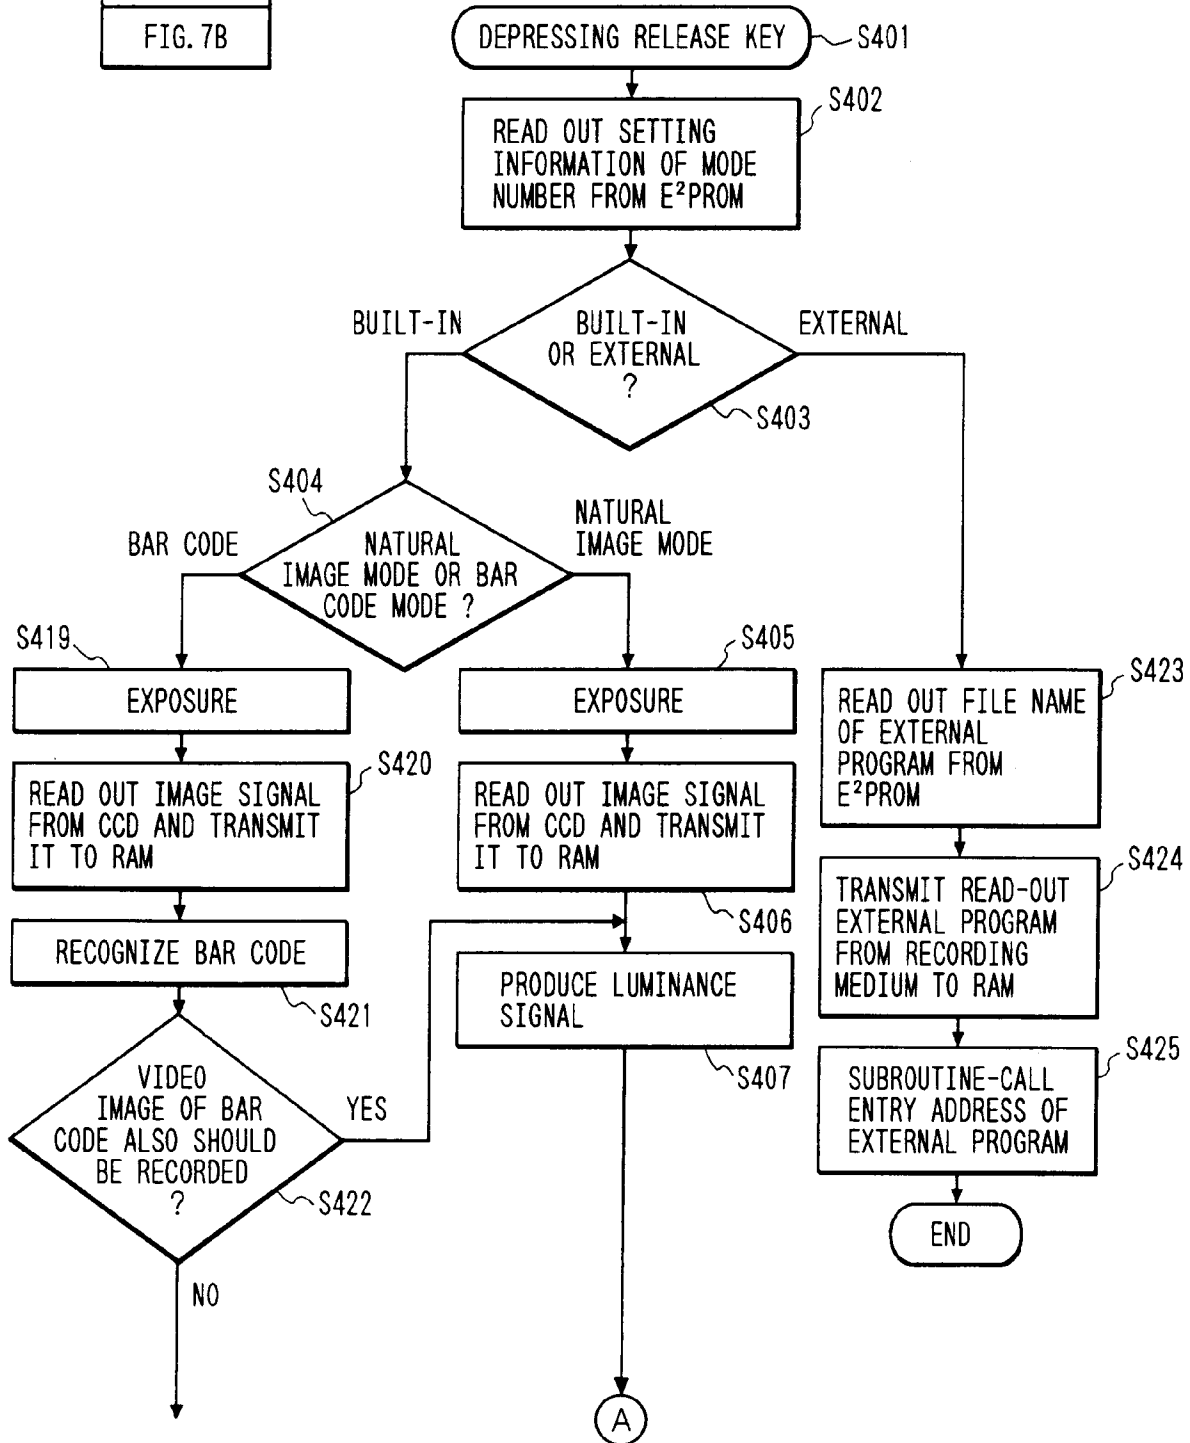 FIG. 7B
DEPRESSING RELEASE KEY
S401
S402
READ OUT SETTING
INFORMATION OF MODE
NUMBER FROM E²PROM
BUILT-IN
BUILT-IN
OR EXTERNAL
?
EXTERNAL
S403
S404
BAR CODE
NATURAL
IMAGE MODE OR BAR
CODE MODE ?
NATURAL
IMAGE MODE
S419
EXPOSURE
S405
EXPOSURE
S423
READ OUT FILE NAME
OF EXTERNAL
PROGRAM FROM
E²PROM
S420
READ OUT IMAGE SIGNAL
FROM CCD AND TRANSMIT
IT TO RAM
READ OUT IMAGE SIGNAL
FROM CCD AND TRANSMIT
IT TO RAM
S406
S424
TRANSMIT READ-OUT
EXTERNAL PROGRAM
FROM RECORDING
MEDIUM TO RAM
RECOGNIZE BAR CODE
S421
PRODUCE LUMINANCE
SIGNAL
S407
S425
SUBROUTINE-CALL
ENTRY ADDRESS OF
EXTERNAL PROGRAM
VIDEO
IMAGE OF BAR
CODE ALSO SHOULD
BE RECORDED
?
YES
S422
END
NO
A